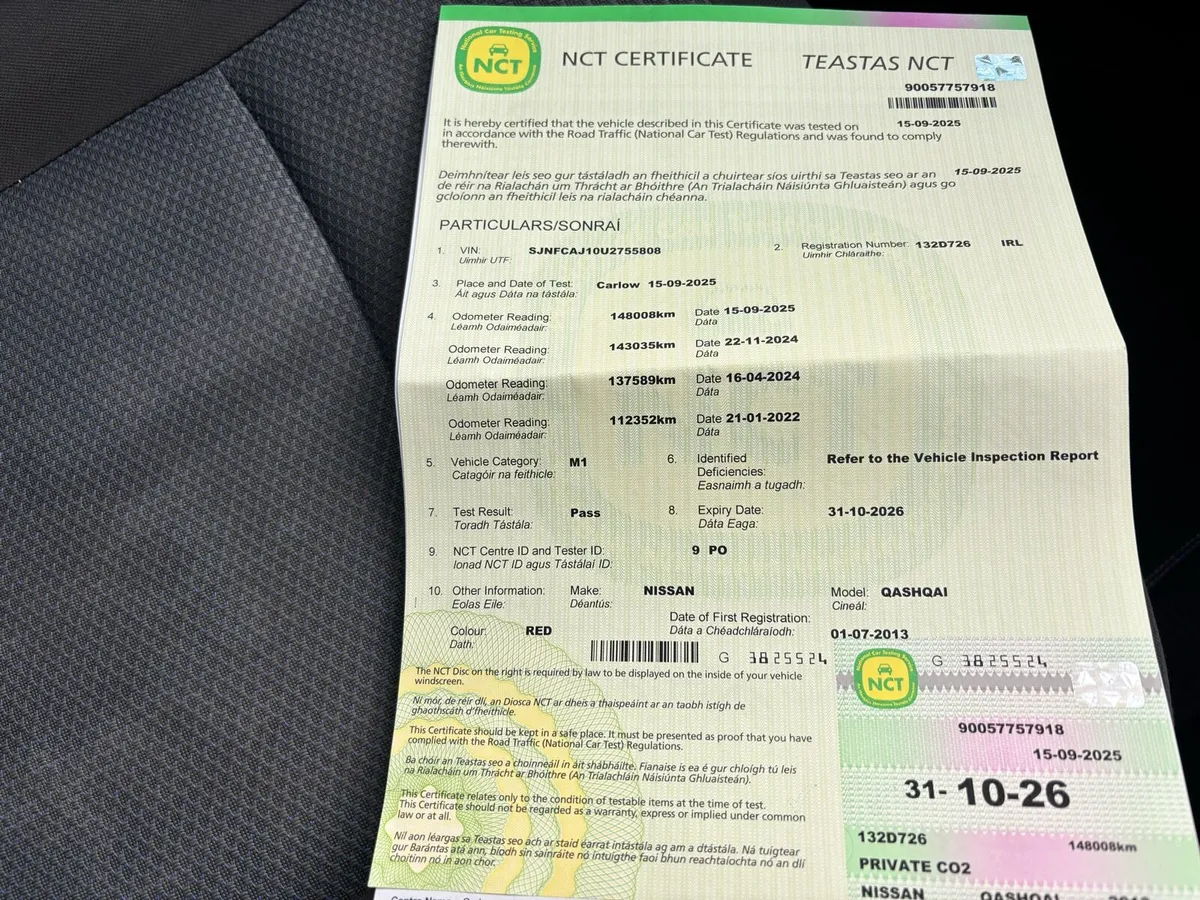 National Car Testing Service
NCT
NCT CERTIFICATE
TEASTAS NCT
90057757918
It is hereby certified that the vehicle described in this Certificate was tested on 15-09-2025
in accordance with the Road Traffic (National Car Test) Regulations and was found to comply
therewith.
Deimhnítear leis seo gur tástáladh an fheithicil a chuirtear síos uirthi sa Teastas seo ar an 15-09-2025
de réir na Rialachán um Thrácht ar Bhóithre (An Trialacháin Náisiúnta Ghluaisteán) agus go
gcloíonn an fheithicil leis na rialacháin chéanna.
PARTICULARS/SONRAÍ
1. VIN: SJNFCAJ10U2755808
Uimhir UTF:
2. Registration Number: 132D726 IRL
Uimhir Chláraithe:
3. Place and Date of Test: Carlow 15-09-2025
Áit agus Dáta na tástála:
4. Odometer Reading: 148008km Date 15-09-2025
Léamh Odaiméadair: Dáta
Odometer Reading: 143035km Date 22-11-2024
Léamh Odaiméadair: Dáta
Odometer Reading: 137589km Date 16-04-2024
Léamh Odaiméadair: Dáta
Odometer Reading: 112352km Date 21-01-2022
Léamh Odaiméadair: Dáta
5. Vehicle Category: M1
Catagóir na feithicle:
6. Identified Refer to the Vehicle Inspection Report
Deficiencies:
Easnaimh a tugadh:
7. Test Result: Pass
Toradh Tástála:
8. Expiry Date: 31-10-2026
Dáta Eaga:
9. NCT Centre ID and Tester ID: 9 PO
Ionad NCT ID agus Tástálaí ID:
10. Other Information: Make: NISSAN Model: QASHQAI
Eolas Eile: Déantús: Cineál:
Date of First Registration:
Dáta a Chéadchláraíodh: 01-07-2013
Colour: RED
Dath:
G 3825524
The NCT Disc on the right is required by law to be displayed on the inside of your vehicle
windscreen.
Ní mór, de réir dlí, an Diosca NCT ar dheis a thaispeáint ar an taobh istigh de
ghaothscáth d'fheithicle.
This Certificate should be kept in a safe place. It must be presented as proof that you have
complied with the Road Traffic (National Car Test) Regulations.
Ba chóir an Teastas seo a choinneáil in áit shábháilte. Fianaise is ea é gur chloígh tú leis
na Rialacháin um Thrácht ar Bhóithre (An Trialacháin Náisiúnta Ghluaisteán).
This Certificate relates only to the condition of testable items at the time of test.
This Certificate should not be regarded as a warranty, express or implied under common
law or at all.
Níl aon léargas sa Teastas seo ach ar staid éarrat intástála ag am a dtástála. Ná tuigtear
gur Barántas atá ann, bíodh sin sainráite nó intuigthe faoi bhun reachtaíochta nó an dlí
choitinn nó in aon chor.
National Car Testing Service
NCT
G 3825524
90057757918
15-09-2025
31- 10-26
132D726
148008km
PRIVATE CO2
NISSAN QASHQAI